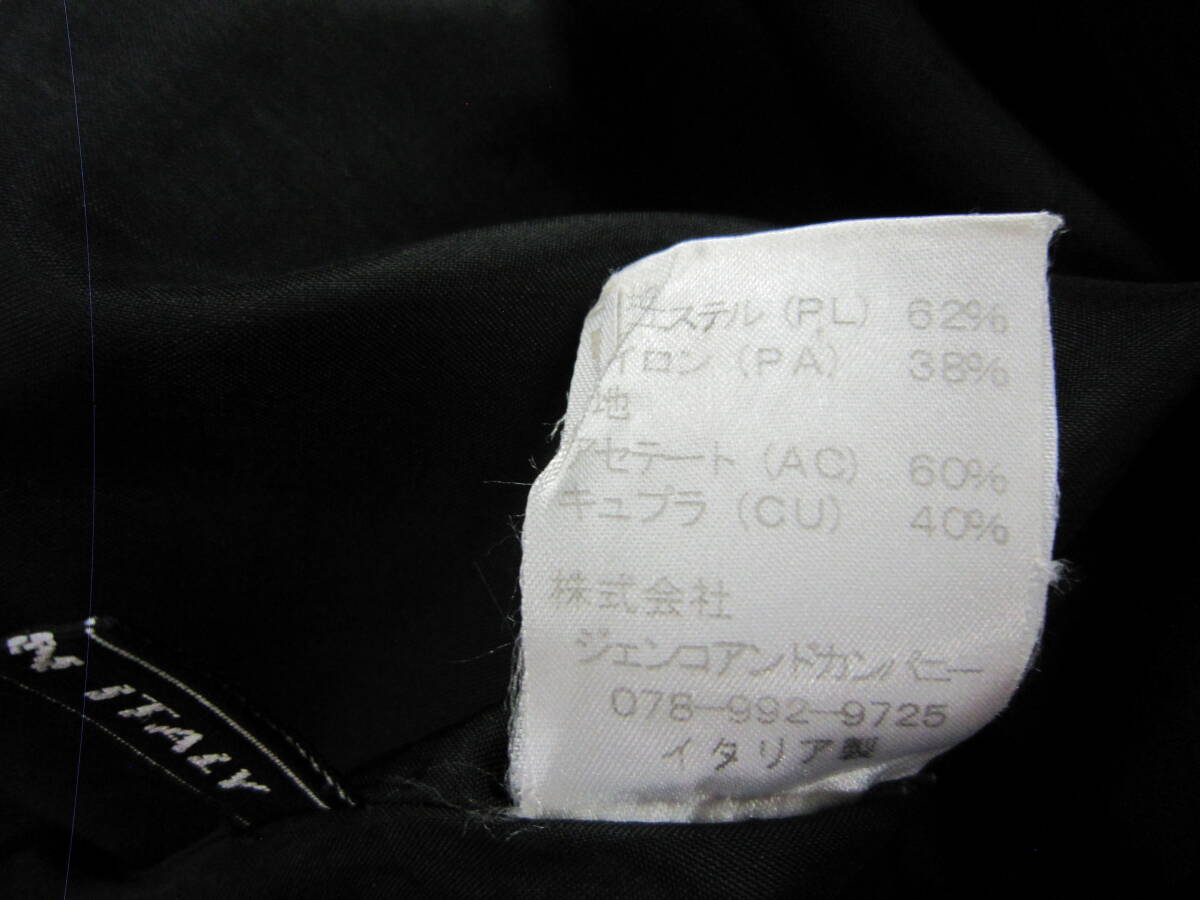 エステル (PL) 62%
イロン (PA) 38%
地
アセテート (AC) 60%
キュプラ (CU) 40%
株式会社
ジェンコアンドカンパニー
078-992-9725
イタリア製
ITALY